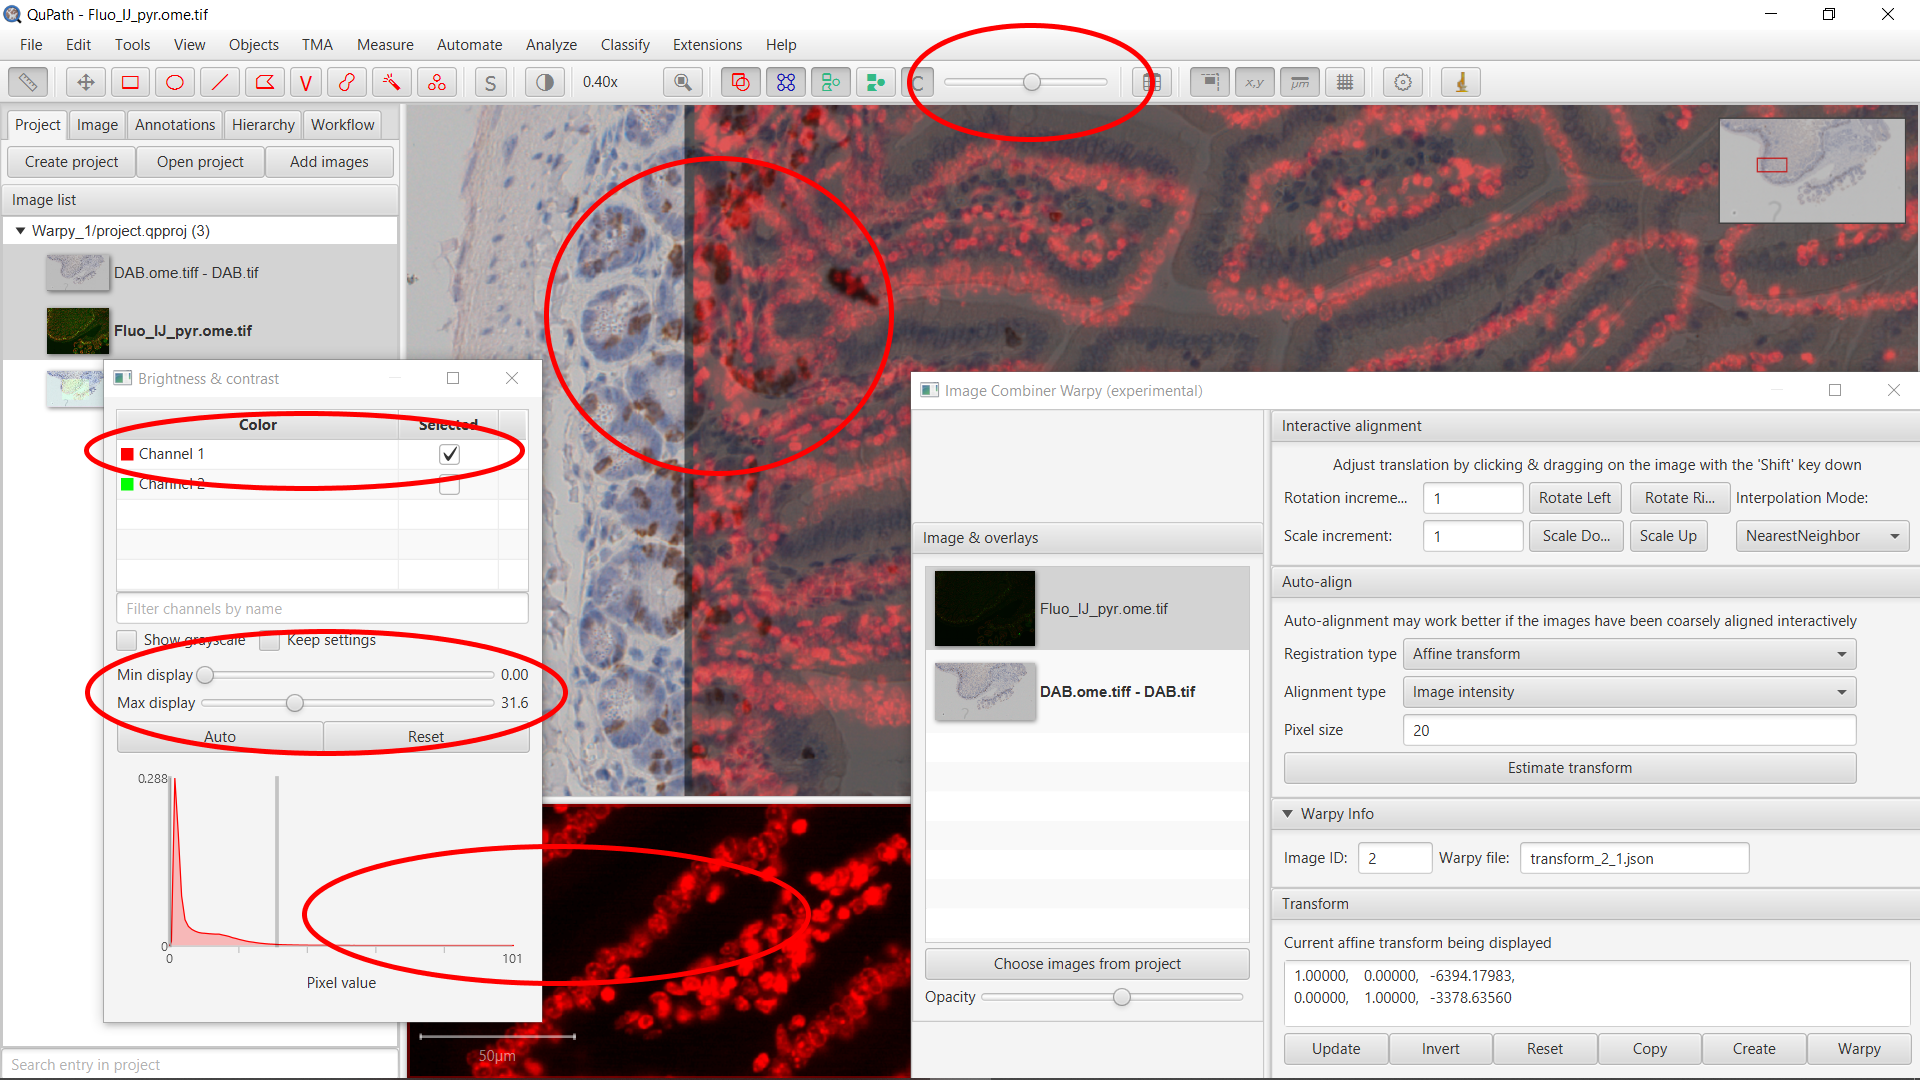 QuPath - Fluo_IJ_pyr.ome.tif
File Edit Tools View Objects TMA Measure Automate Analyze Classify Extensions Help
V S 0.40x C x,y μm
Project Image Annotations Hierarchy Workflow
Create project Open project Add images
Image list
Warpy_1/project.qpproj (3)
DAB.ome.tiff - DAB.tif
Fluo_IJ_pyr.ome.tif
Brightness & contrast
Color Selected
Channel 1
Channel 2
Filter channels by name
Show grayscale Keep settings
Min display 0.00
Max display 31.6
Auto Reset
0.288
0
0 101
Pixel value
Search entry in project
50μm
Image Combiner Warpy (experimental)
Image & overlays
Fluo_IJ_pyr.ome.tif
DAB.ome.tiff - DAB.tif
Choose images from project
Opacity
Interactive alignment
Adjust translation by clicking & dragging on the image with the 'Shift' key down
Rotation increme... 1 Rotate Left Rotate Ri... Interpolation Mode:
Scale increment: 1 Scale Do... Scale Up NearestNeighbor
Auto-align
Auto-alignment may work better if the images have been coarsely aligned interactively
Registration type Affine transform
Alignment type Image intensity
Pixel size 20
Estimate transform
Warpy Info
Image ID: 2 Warpy file: transform_2_1.json
Transform
Current affine transform being displayed
1.00000, 0.00000, -6394.17983,
0.00000, 1.00000, -3378.63560
Update Invert Reset Copy Create Warpy